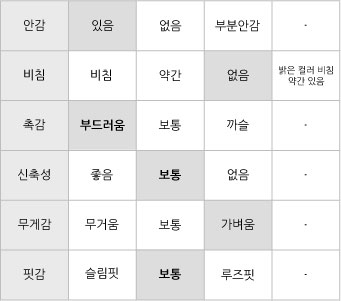 안감 있음 없음 부분안감 -
비침 비침 약간 없음 밝은 컬러 비침
약간 있음
촉감 부드러움 보통 까슬 -
신축성 좋음 보통 없음 -
무게감 무거움 보통 가벼움 -
핏감 슬림핏 보통 루즈핏 -